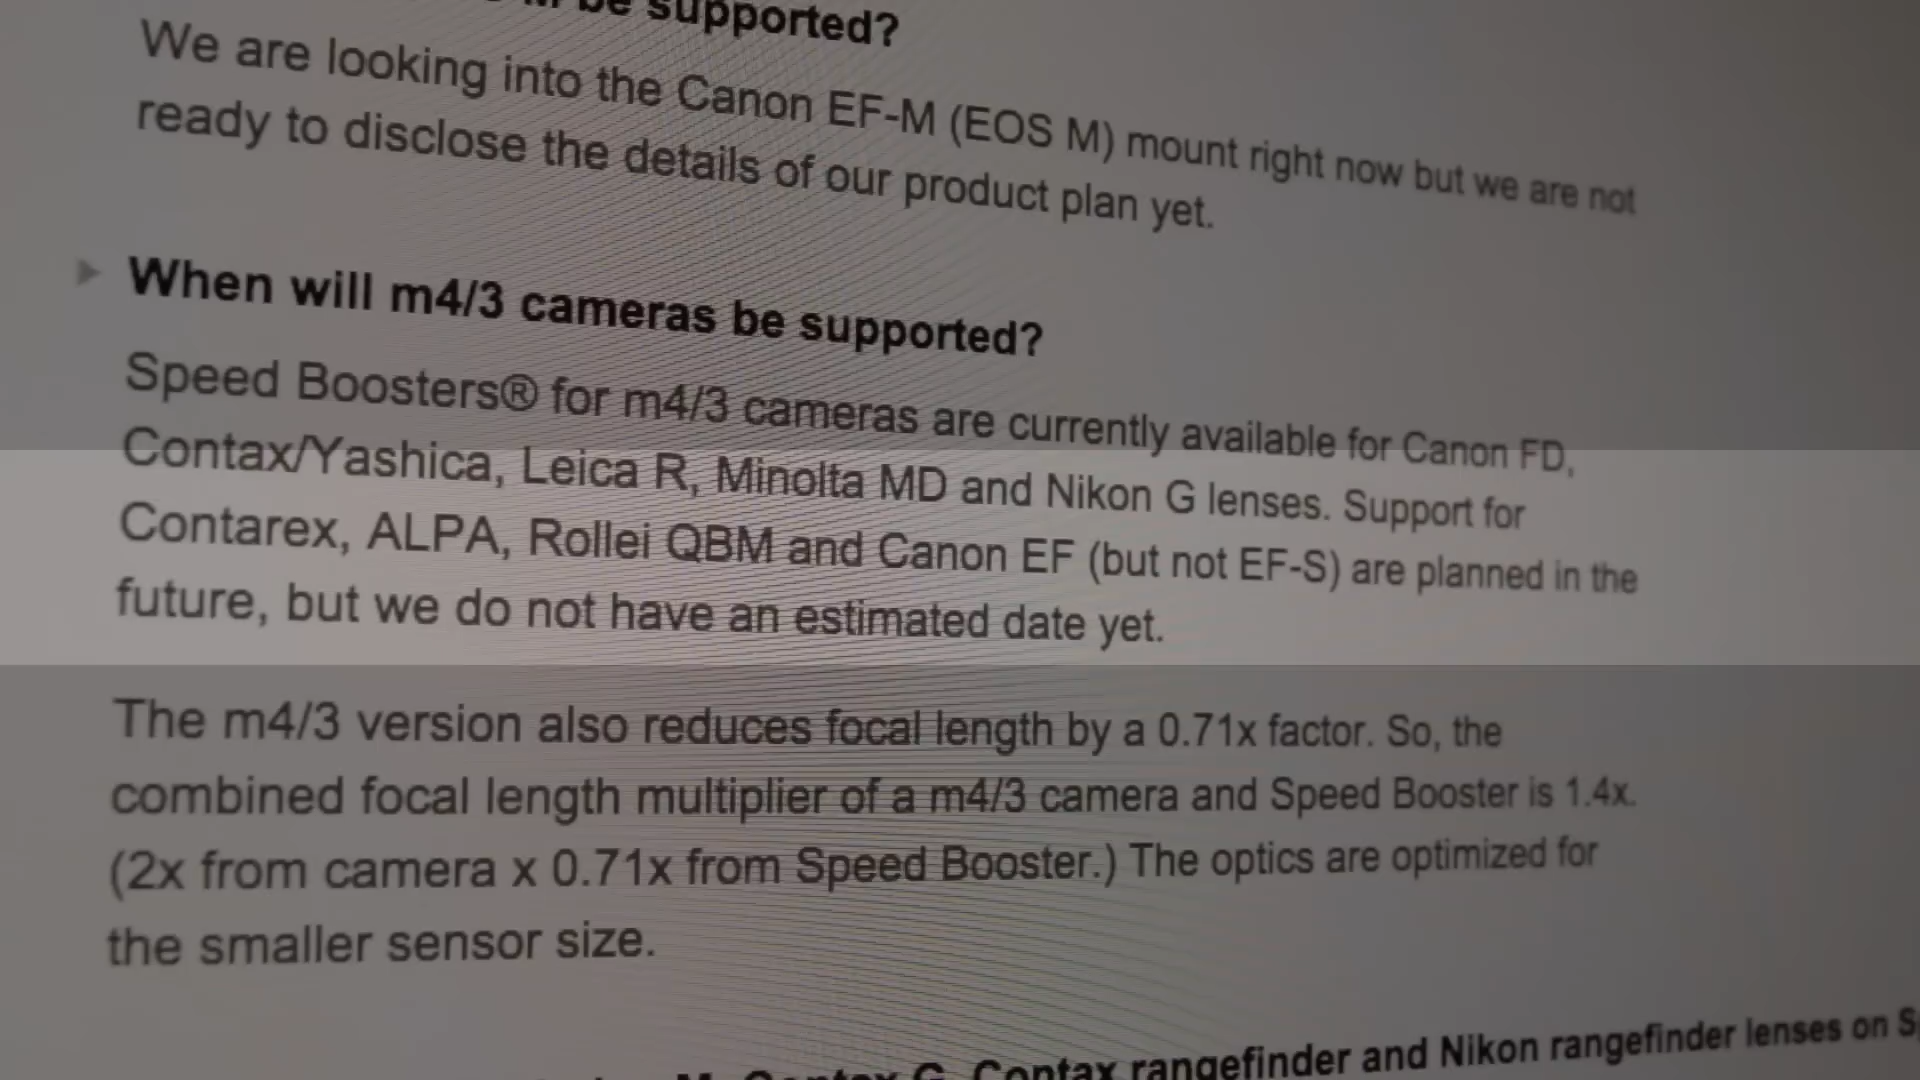 be supported?
We are looking into the Canon EF-M (EOS M) mount right now but we are not
ready to disclose the details of our product plan yet.
When will m4/3 cameras be supported?
Speed Boosters® for m4/3 cameras are currently available for Canon FD,
Contax/Yashica, Leica R, Minolta MD and Nikon G lenses. Support for
Contarex, ALPA, Rollei QBM and Canon EF (but not EF-S) are planned in the
future, but we do not have an estimated date yet.
The m4/3 version also reduces focal length by a 0.71x factor. So, the
combined focal length multiplier of a m4/3 camera and Speed Booster is 1.4x.
(2x from camera x 0.71x from Speed Booster.) The optics are optimized for
the smaller sensor size.
Contax rangefinder and Nikon rangefinder lenses on